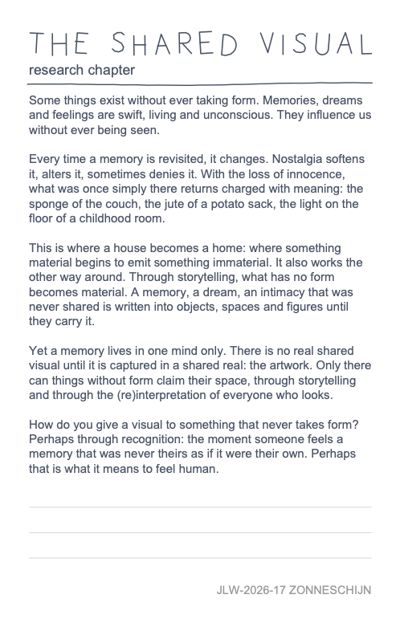 THE SHARED VISUAL
research chapter
Some things exist without ever taking form. Memories, dreams
and feelings are swift, living and unconscious. They influence us
without ever being seen.
Every time a memory is revisited, it changes. Nostalgia softens
it, alters it, sometimes denies it. With the loss of innocence,
what was once simply there returns charged with meaning: the
sponge of the couch, the jute of a potato sack, the light on the
floor of a childhood room.
This is where a house becomes a home: where something
material begins to emit something immaterial. It also works the
other way around. Through storytelling, what has no form
becomes material. A memory, a dream, an intimacy that was
never shared is written into objects, spaces and figures until
they carry it.
Yet a memory lives in one mind only. There is no real shared
visual until it is captured in a shared real: the artwork. Only there
can things without form claim their space, through storytelling
and through the (re)interpretation of everyone who looks.
How do you give a visual to something that never takes form?
Perhaps through recognition: the moment someone feels a
memory that was never theirs as if it were their own. Perhaps
that is what it means to feel human.
JLW-2026-17 ZONNESCHIJN